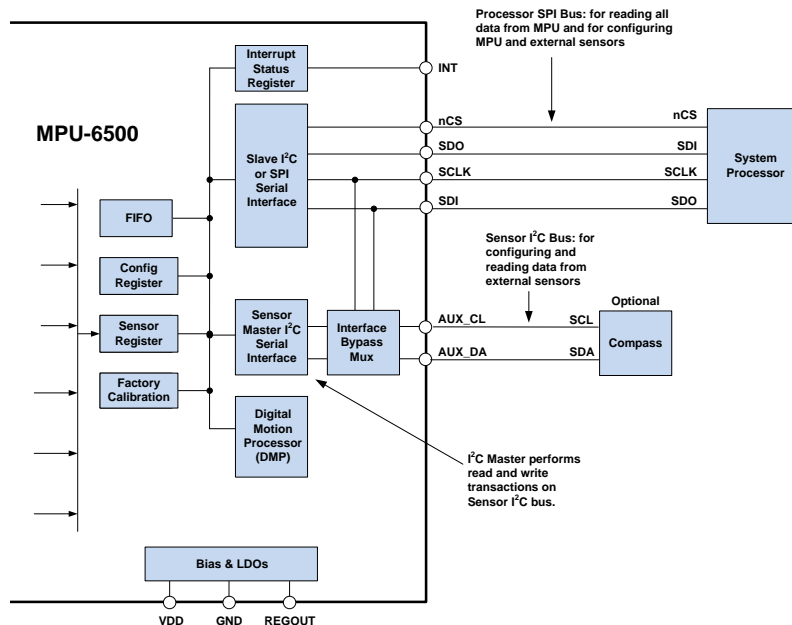 Processor SPI Bus: for reading all
data from MPU and for configuring
MPU and external sensors
Interrupt
Status
Register
INT
MPU-6500
nCS
nCS
Slave I²C
or SPI
Serial
Interface
SDO
SDI
SCLK
SCLK
SDI
SDO
System
Processor
FIFO
Config
Register
Sensor
Register
Factory
Calibration
Sensor I²C Bus: for
configuring and
reading data from
external sensors
Sensor
Master I²C
Serial
Interface
Interface
Bypass
Mux
AUX_CL
SCL
AUX_DA
SDA
Optional
Compass
Digital
Motion
Processor
(DMP)
I²C Master performs
read and write
transactions on
Sensor I²C bus.
Bias & LDOs
VDD
GND
REGOUT